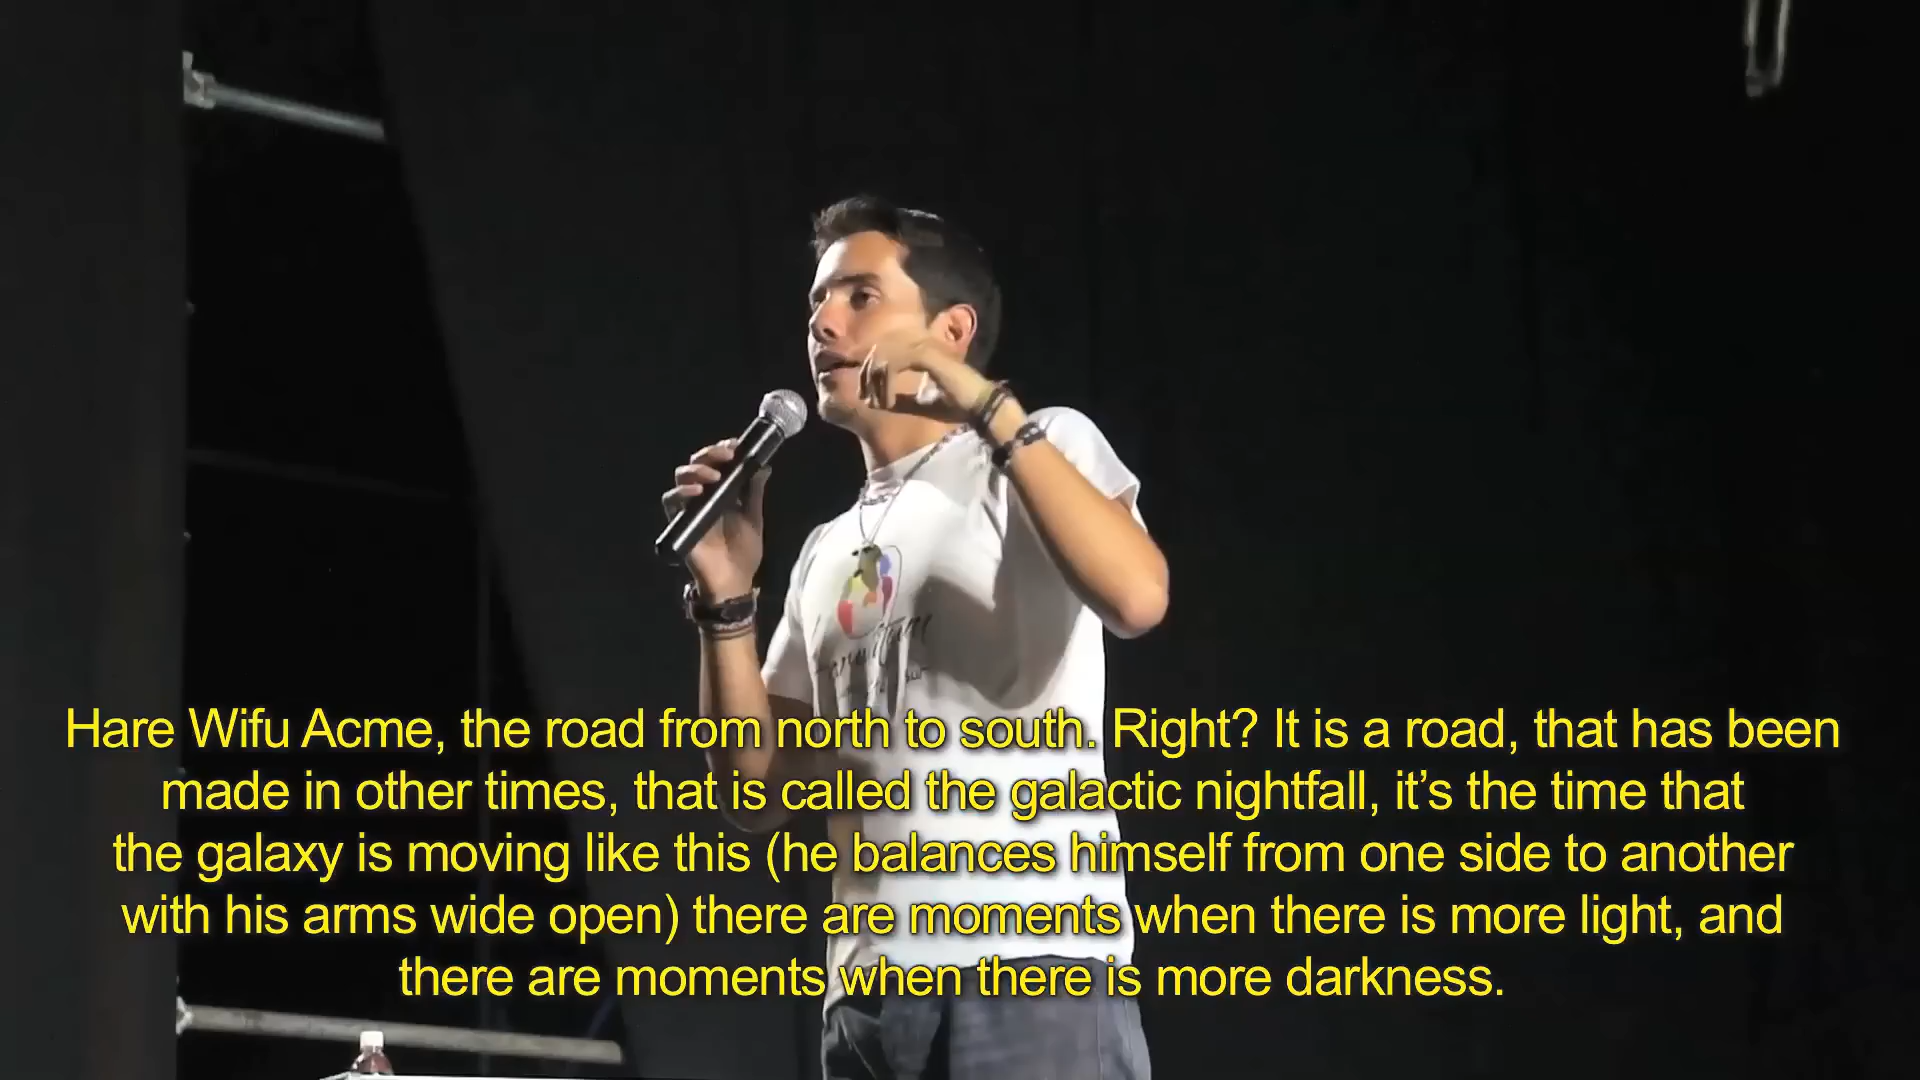 Hare Wifu Acme, the road from north to south. Right? It is a road, that has been
made in other times, that is called the galactic nightfall, it’s the time that
the galaxy is moving like this (he balances himself from one side to another
with his arms wide open) there are moments when there is more light, and
there are moments when there is more darkness.